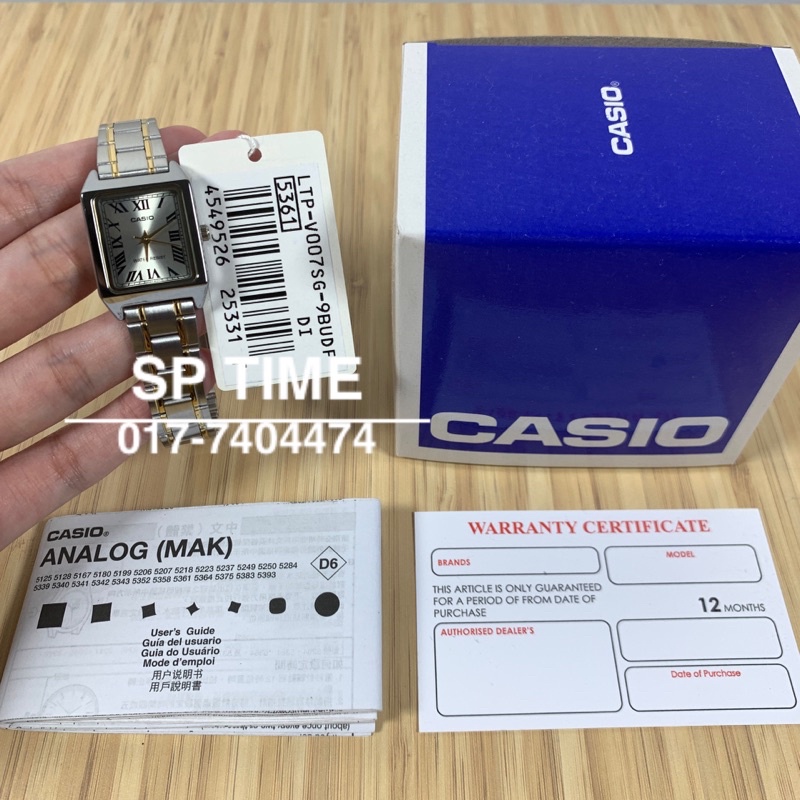 CASIO
XII
CASIO
LTP-V007SG-9BUDF
5361 DI
4549526 25331
SP TIME
017-7404474
CASIO
CASIO®
ANALOG (MAK)
5125 5128 5167 5180 5199 5206 5207 5218 5223 5237 5249 5250 5284
5339 5340 5341 5342 5343 5352 5358 5361 5364 5375 5383 5393
D6
User's Guide
Guía del usuario
Guia do Usuário
Mode d'emploi
用户说明书
用戶說明書
WARRANTY CERTIFICATE
BRANDS
MODEL
THIS ARTICLE IS ONLY GUARANTEED
FOR A PERIOD OF FROM DATE OF
PURCHASE
12 MONTHS
AUTHORISED DEALER'S
Date of Purchase